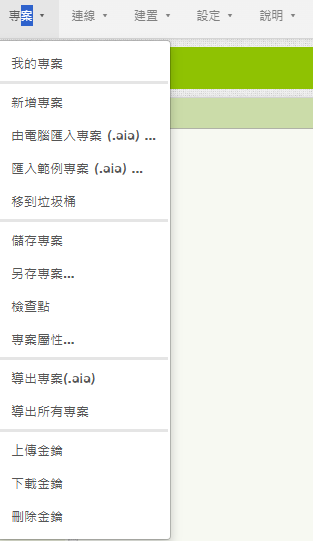 專案 連線 建置 設定 說明
我的專案
新增專案
由電腦匯入專案 (.aia) ...
匯入範例專案 (.aia) ...
移到垃圾桶
儲存專案
另存專案...
檢查點
專案屬性...
導出專案(.aia)
導出所有專案
上傳金鑰
下載金鑰
刪除金鑰